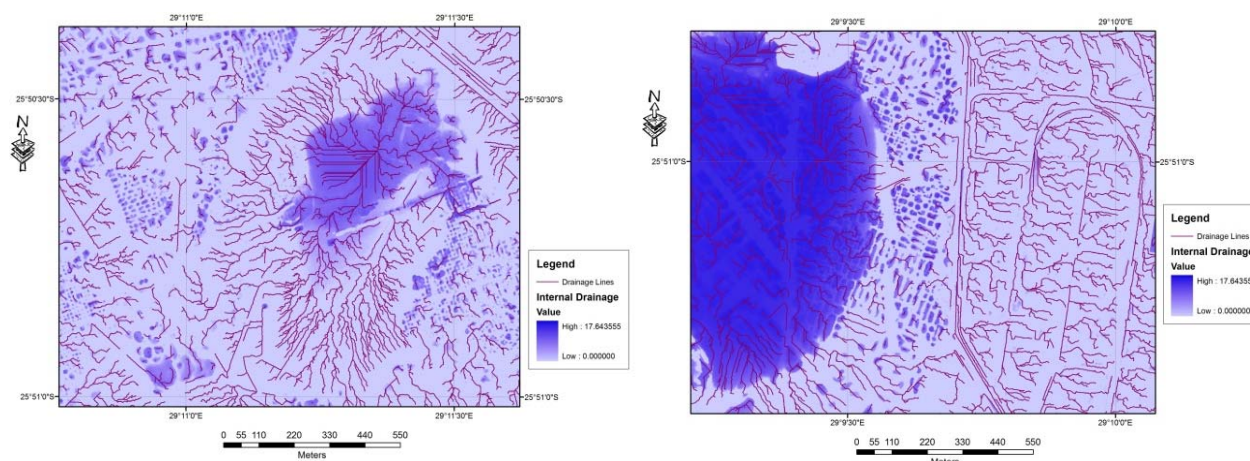 29°11'0"E
29°11'30"E
25°50'30"S
25°50'30"S
N
25°51'0"S
25°51'0"S
29°11'0"E
29°11'30"E
Legend
Drainage Lines
Internal Drainage
Value
High : 17.643555
Low : 0.000000
0 55 110 220 330 440 550
Meters
29°9'30"E
29°10'0"E
N
25°51'0"S
25°51'0"S
29°9'30"E
29°10'0"E
Legend
Drainage Lines
Internal Drainage
Value
High : 17.643555
Low : 0.000000
0 55 110 220 330 440 550
Meters